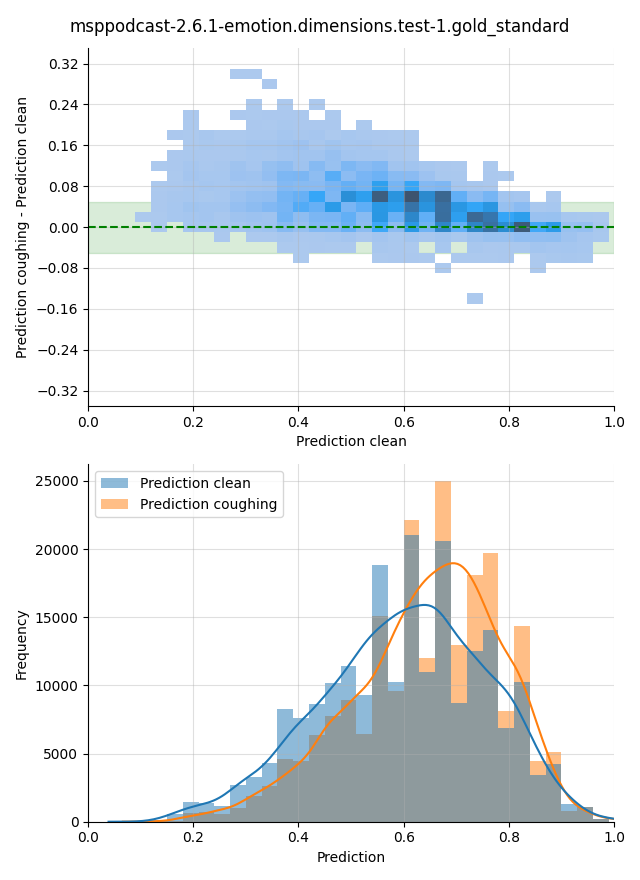 msppodcast-2.6.1-emotion.dimensions.test-1.gold_standard
Prediction coughing - Prediction clean
0.32
0.24
0.16
0.08
0.00
−0.08
−0.16
−0.24
−0.32
0.0 0.2 0.4 0.6 0.8 1.0
Prediction clean
Frequency
25000
20000
15000
10000
5000
0
Prediction clean
Prediction coughing
0.0 0.2 0.4 0.6 0.8 1.0
Prediction